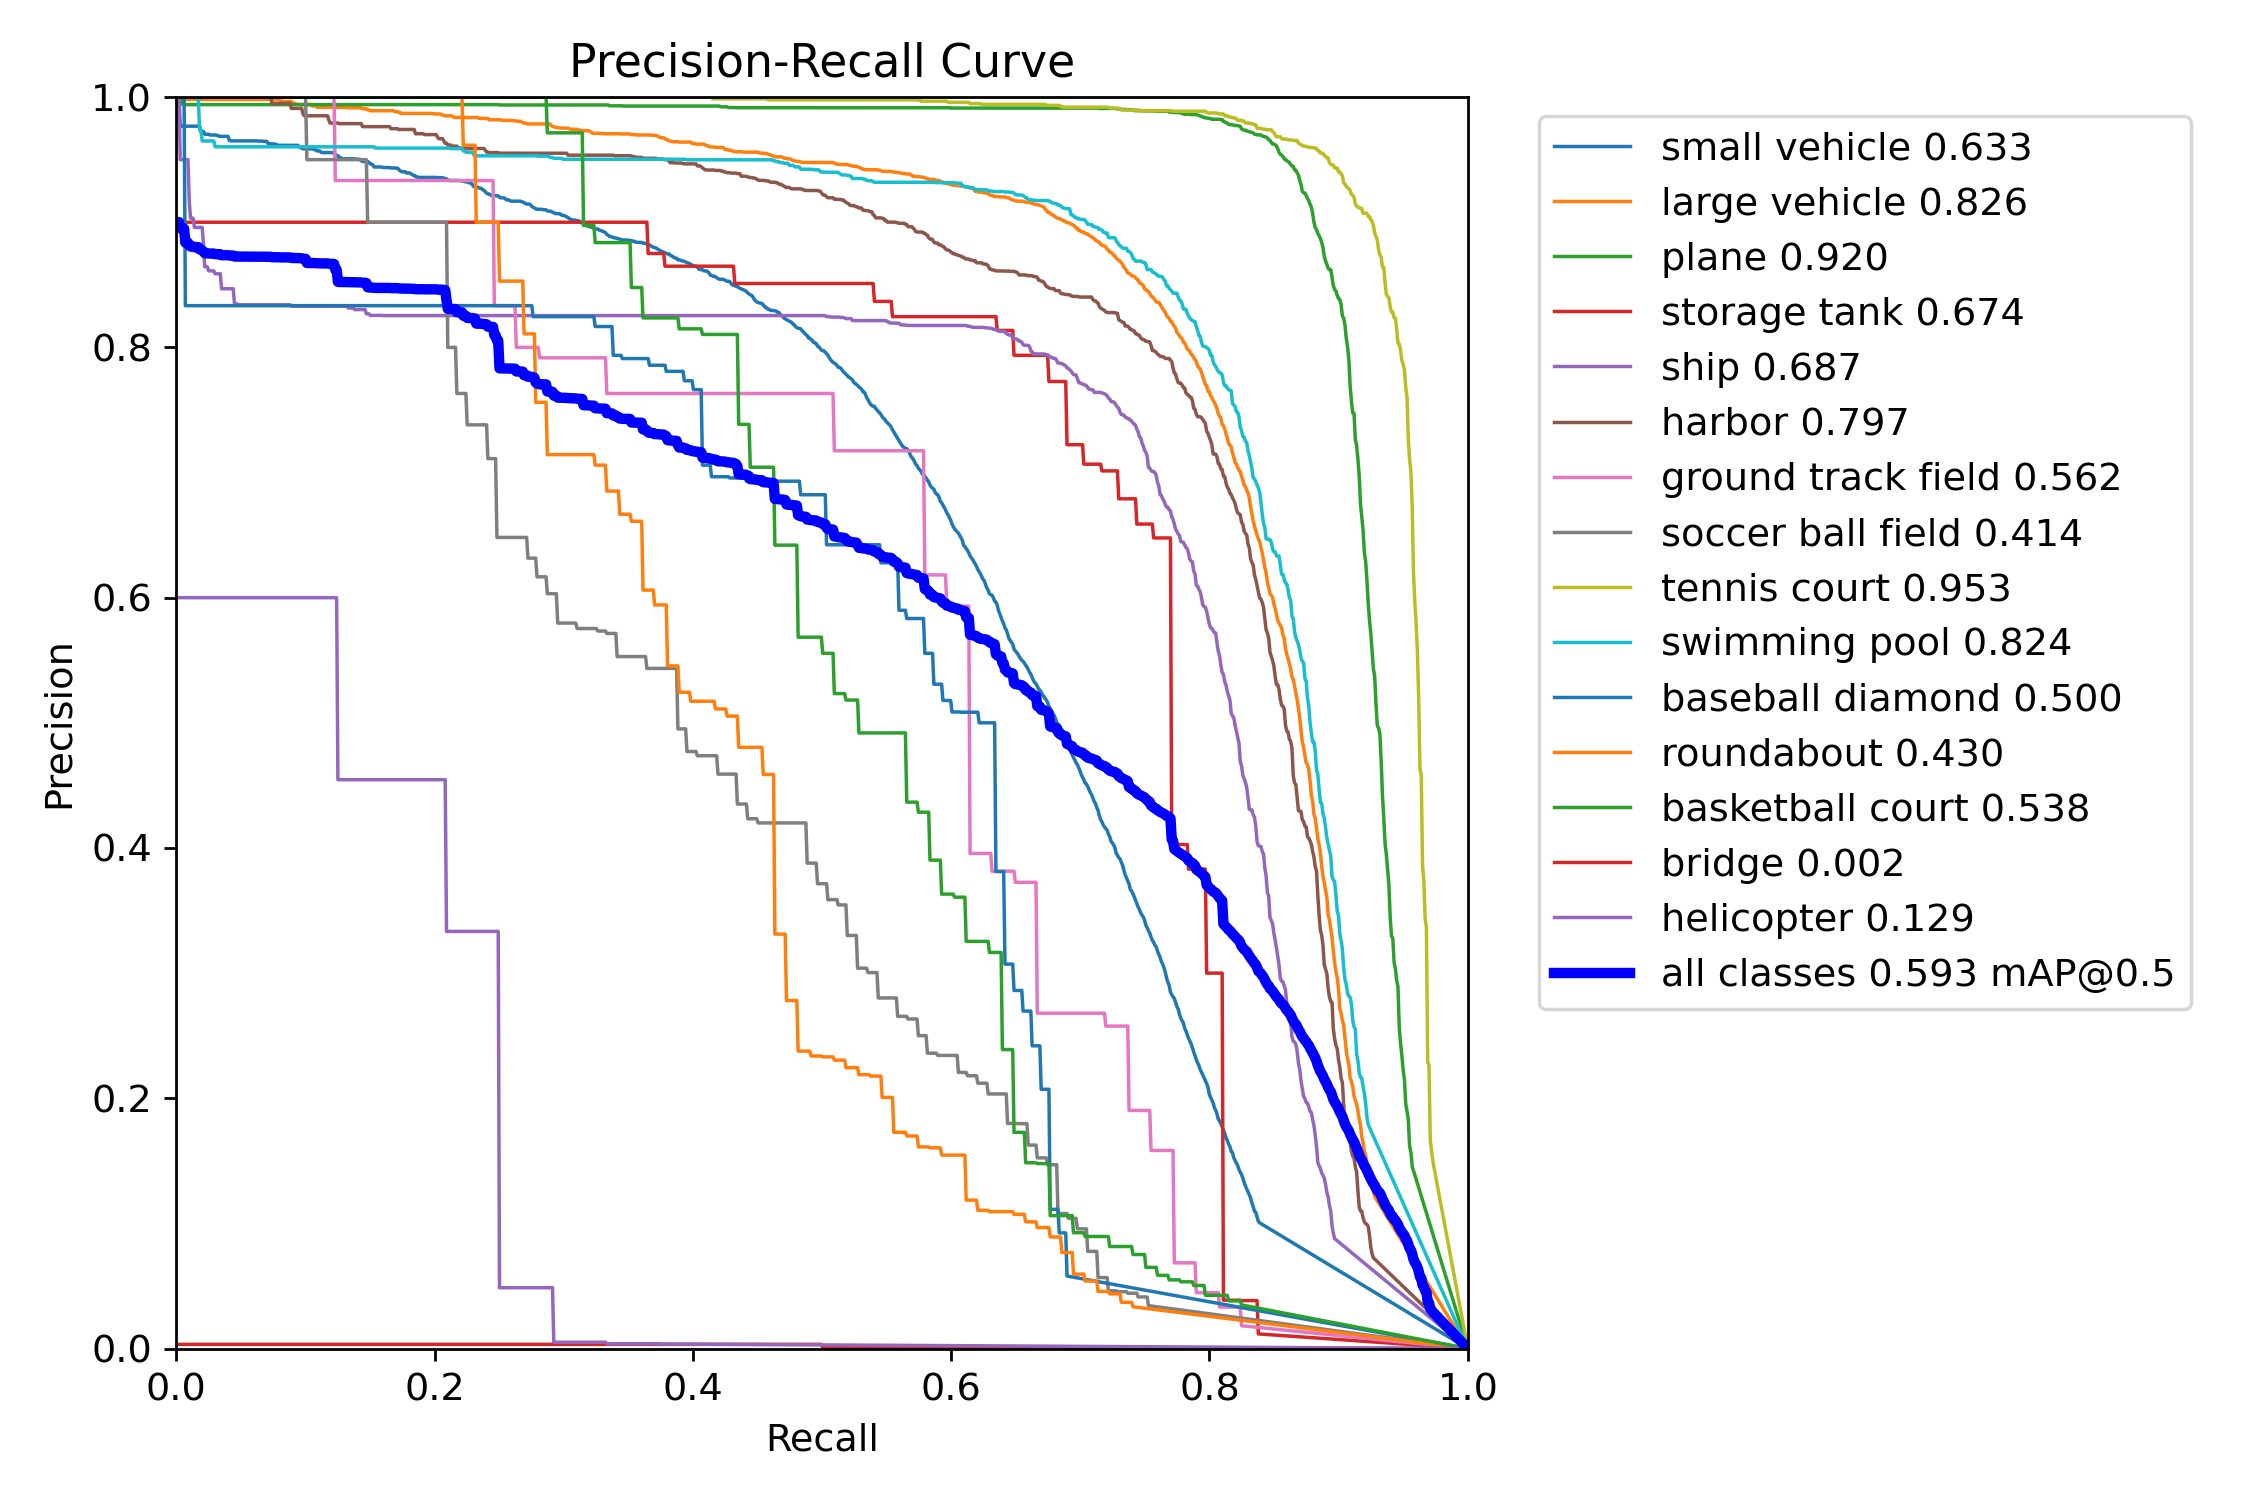 Precision-Recall Curve
1.0
0.8
0.6
0.4
0.2
0.0
Precision
0.0 0.2 0.4 0.6 0.8 1.0
Recall
small vehicle 0.633
large vehicle 0.826
plane 0.920
storage tank 0.674
ship 0.687
harbor 0.797
ground track field 0.562
soccer ball field 0.414
tennis court 0.953
swimming pool 0.824
baseball diamond 0.500
roundabout 0.430
basketball court 0.538
bridge 0.002
helicopter 0.129
all classes 0.593 mAP@0.5